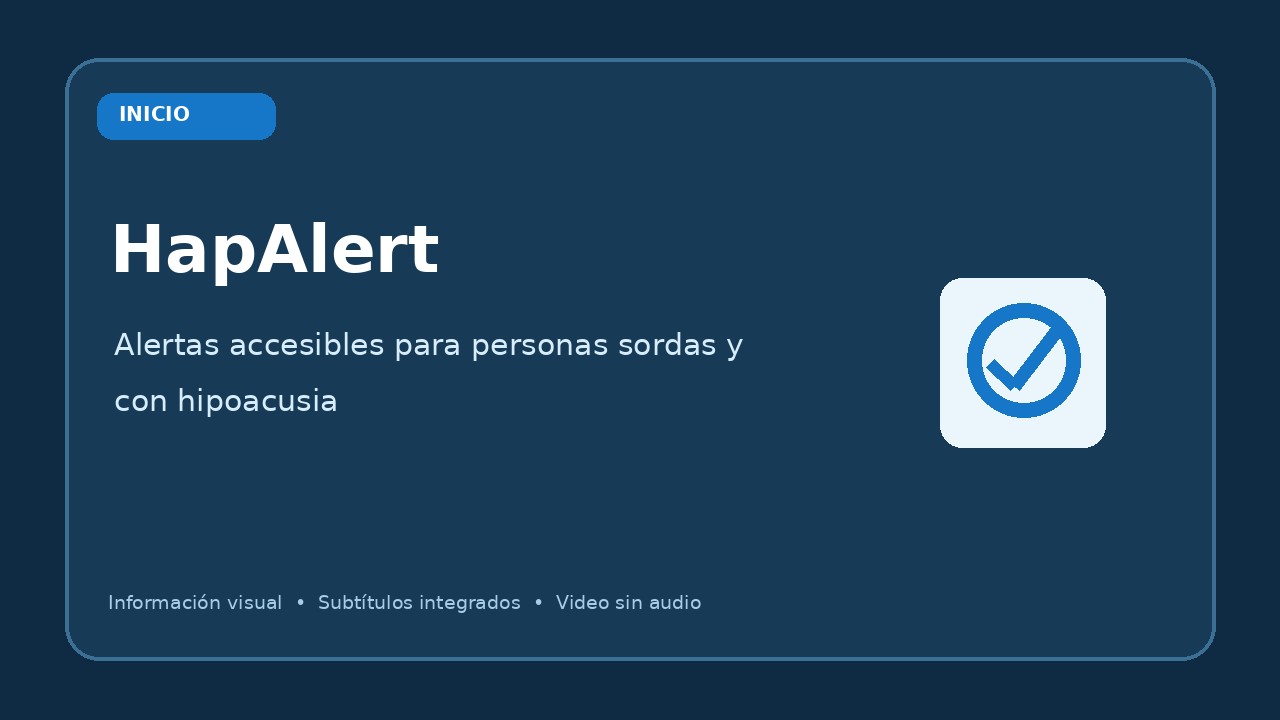 INICIO
HapAlert
Alertas accesibles para personas sordas y
con hipoacusia
Información visual • Subtítulos integrados • Video sin audio